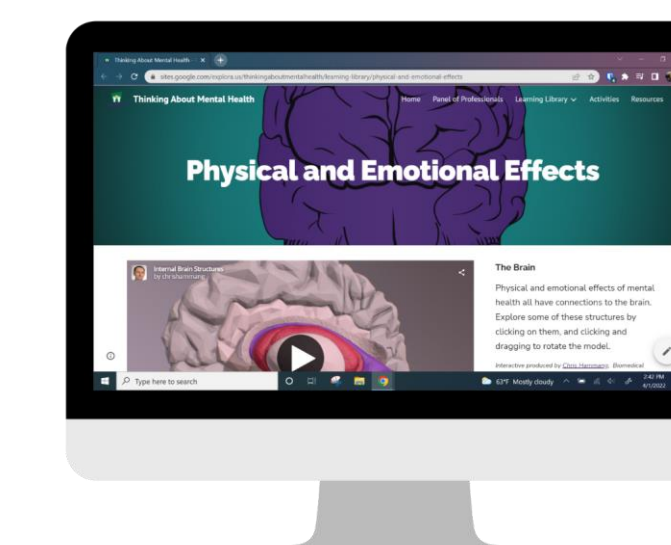 Thinking About Mental Health
sites.google.com/explora.us/thinkingaboutmentalhealth/learning-library/physical-and-emotional-effects
Thinking About Mental Health
Home Panel of Professionals Learning Library Activities Resources
Physical and Emotional Effects
Internal Brain Structures
by chrishammang
The Brain
Physical and emotional effects of mental
health all have connections to the brain.
Explore some of these structures by
clicking on them, and clicking and
dragging to rotate the model.
Interactive produced by Chris Hammang, Biomedical
Type here to search
63°F Mostly cloudy
2:42 PM
8/1/2022